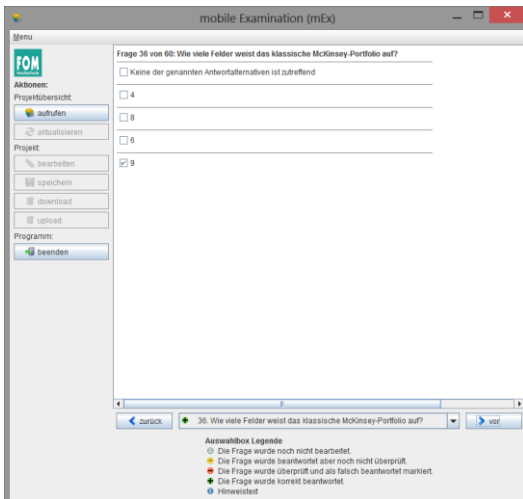 mobile Examination (mEx)
Menu
FOM
Hochschule
Aktionen:
Projektübersicht:
aufrufen
aktualisieren
Projekt:
bearbeiten
speichern
download
upload
Programm:
beenden
Frage 36 von 60: Wie viele Felder weist das klassische McKinsey-Portfolio auf?
Keine der genannten Antwortalternativen ist zutreffend
4
8
6
9
zurück
36. Wie viele Felder weist das klassische McKinsey-Portfolio auf?
vor
Auswahlbox Legende
Die Frage wurde noch nicht bearbeitet.
Die Frage wurde beantwortet aber noch nicht überprüft.
Die Frage wurde überprüft und als falsch beantwortet markiert.
Die Frage wurde korrekt beantwortet.
Hinweistext